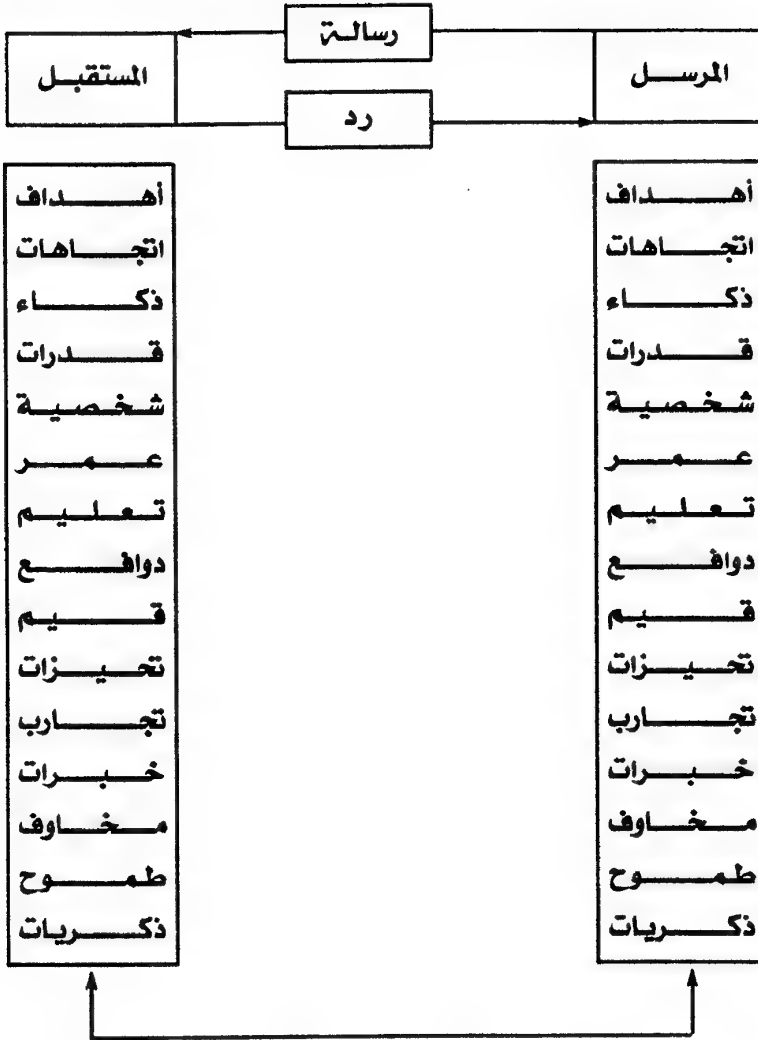 رسالة
المرسل
المستقبل
رد
أهداف
اتجاهات
ذكاء
قدرات
شخصية
عمر
تعليم
دوافع
قيم
تحيزات
تجارب
خبرات
مخاوف
طموح
ذكريات
أهداف
اتجاهات
ذكاء
قدرات
شخصية
عمر
تعليم
دوافع
قيم
تحيزات
تجارب
خبرات
مخاوف
طموح
ذكريات